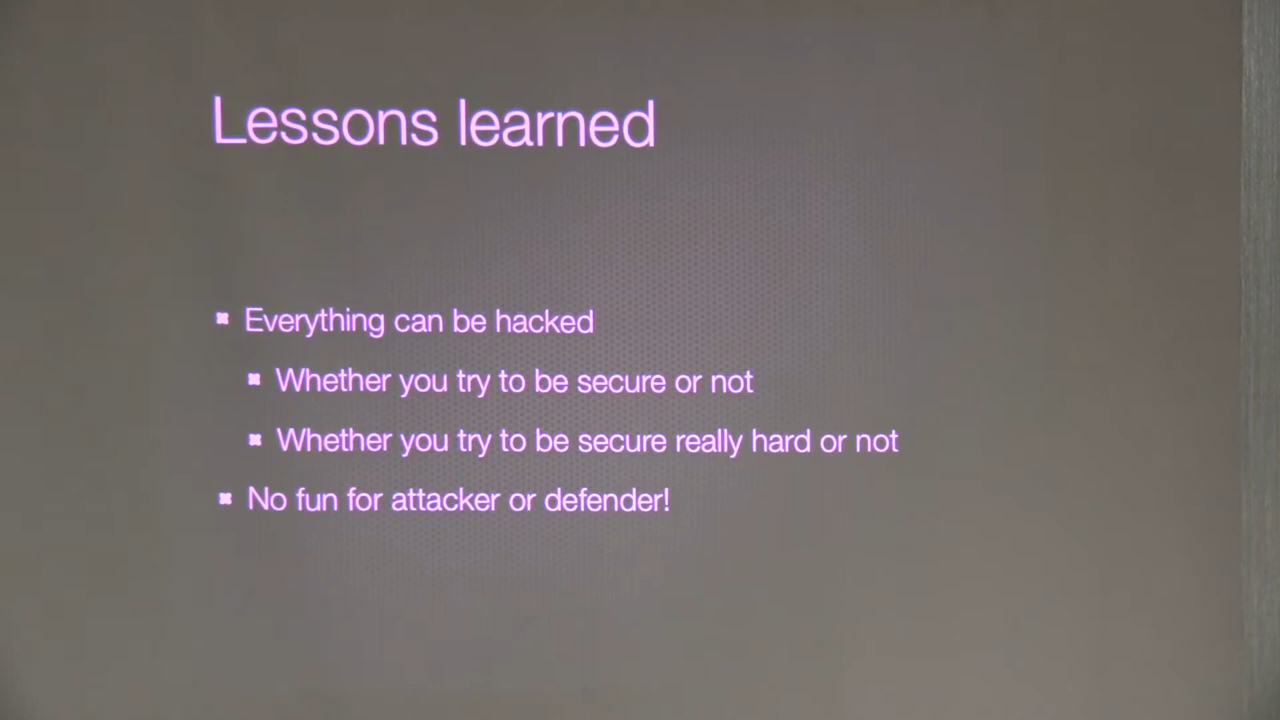 Lessons learned
Everything can be hacked
Whether you try to be secure or not
Whether you try to be secure really hard or not
No fun for attacker or defender!